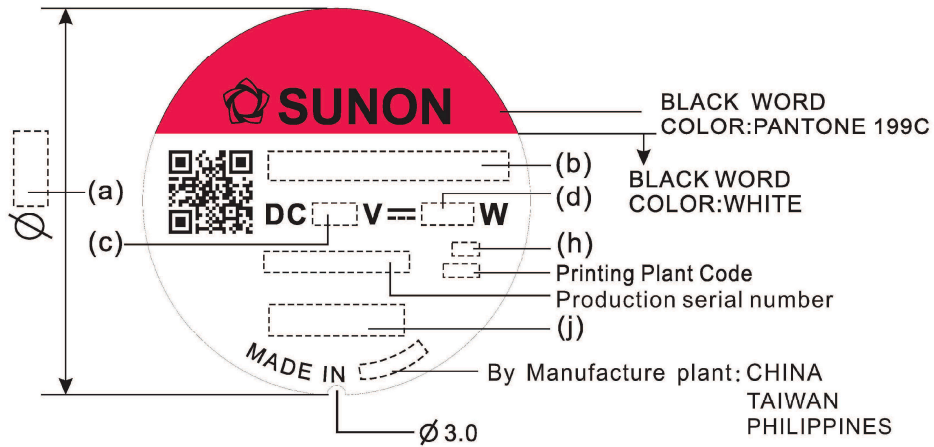 SUNON
BLACK WORD
COLOR:PANTONE 199C
(b)
BLACK WORD
COLOR:WHITE
(a)
(d)
DC V⎓ W
(c)
(h)
Printing Plant Code
Production serial number
(j)
MADE IN
By Manufacture plant: CHINA
TAIWAN
PHILIPPINES
Ø
Ø 3.0